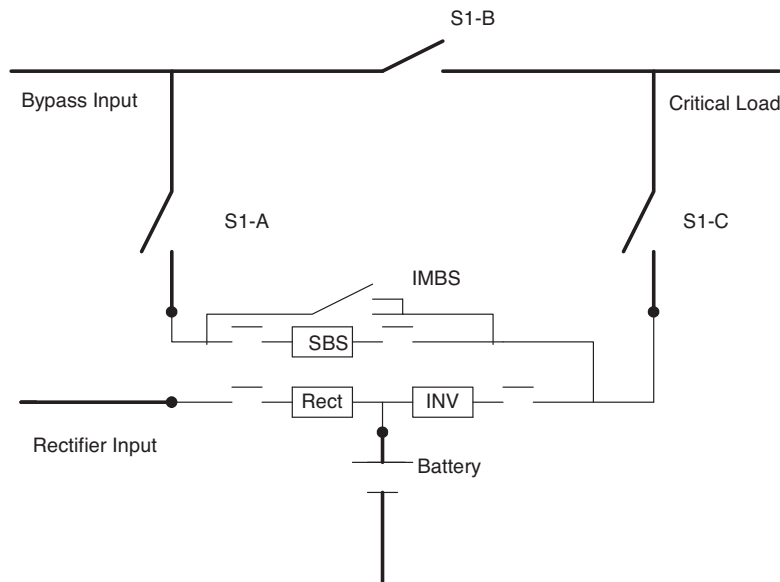 S1-B
Bypass Input
Critical Load
S1-A
S1-C
IMBS
SBS
Rect
INV
Rectifier Input
Battery